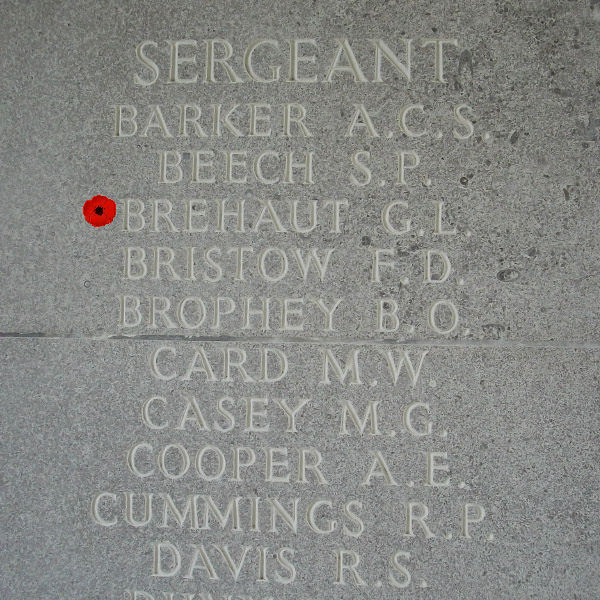 SERGEANT
BARKER A.C.S.
BEECH S.P.
BREHAUT G.L.
BRISTOW F.D.
BROPHEY B.O.
CARD M.W.
CASEY M.G.
COOPER A.E.
CUMMINGS R.P.
DAVIS R.S.